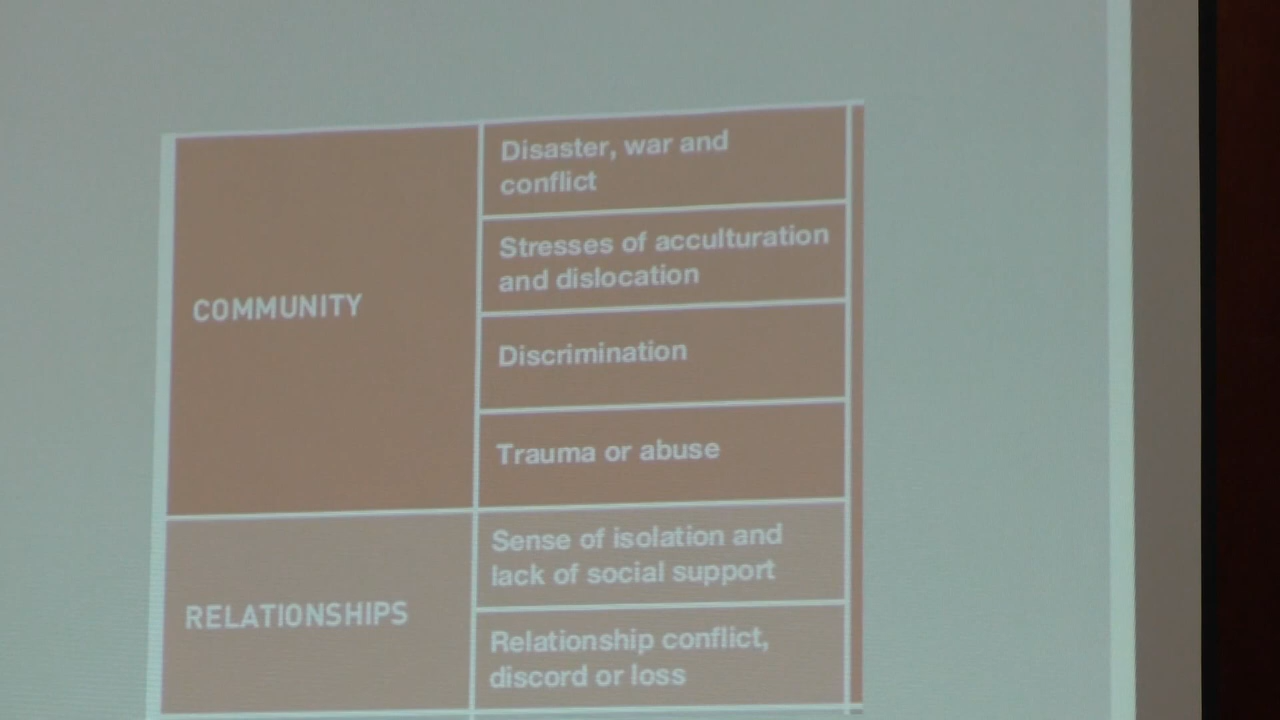 COMMUNITY
Disaster, war and
conflict
Stresses of acculturation
and dislocation
Discrimination
Trauma or abuse
RELATIONSHIPS
Sense of isolation and
lack of social support
Relationship conflict,
discord or loss